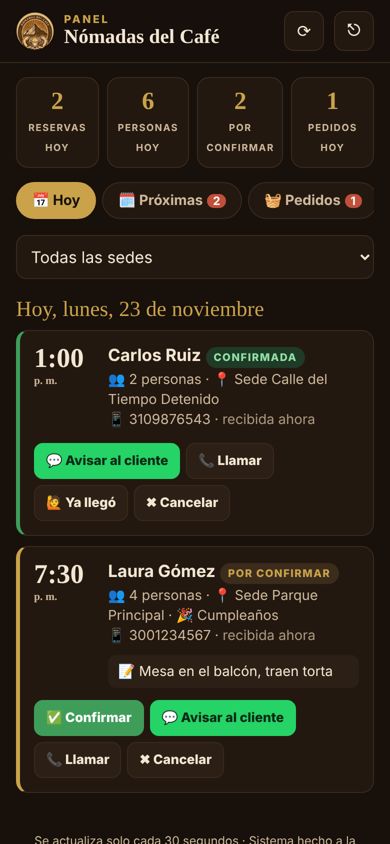 PANEL
Nómadas del Café
2
RESERVAS
HOY
6
PERSONAS
HOY
2
POR
CONFIRMAR
1
PEDIDOS
HOY
📅 Hoy
🗓️ Próximas 2
🧺 Pedidos 1
Todas las sedes
Hoy, lunes, 23 de noviembre
1:00
p. m.
Carlos Ruiz CONFIRMADA
👥 2 personas · 📍 Sede Calle del
Tiempo Detenido
📱 3109876543 · recibida ahora
💬 Avisar al cliente
📞 Llamar
🙋 Ya llegó
✖ Cancelar
7:30
p. m.
Laura Gómez POR CONFIRMAR
👥 4 personas · 📍 Sede Parque
Principal · 🎉 Cumpleaños
📱 3001234567 · recibida ahora
📝 Mesa en el balcón, traen torta
✅ Confirmar
💬 Avisar al cliente
📞 Llamar
✖ Cancelar
Se actualiza solo cada 30 segundos · Sistema hecho a la